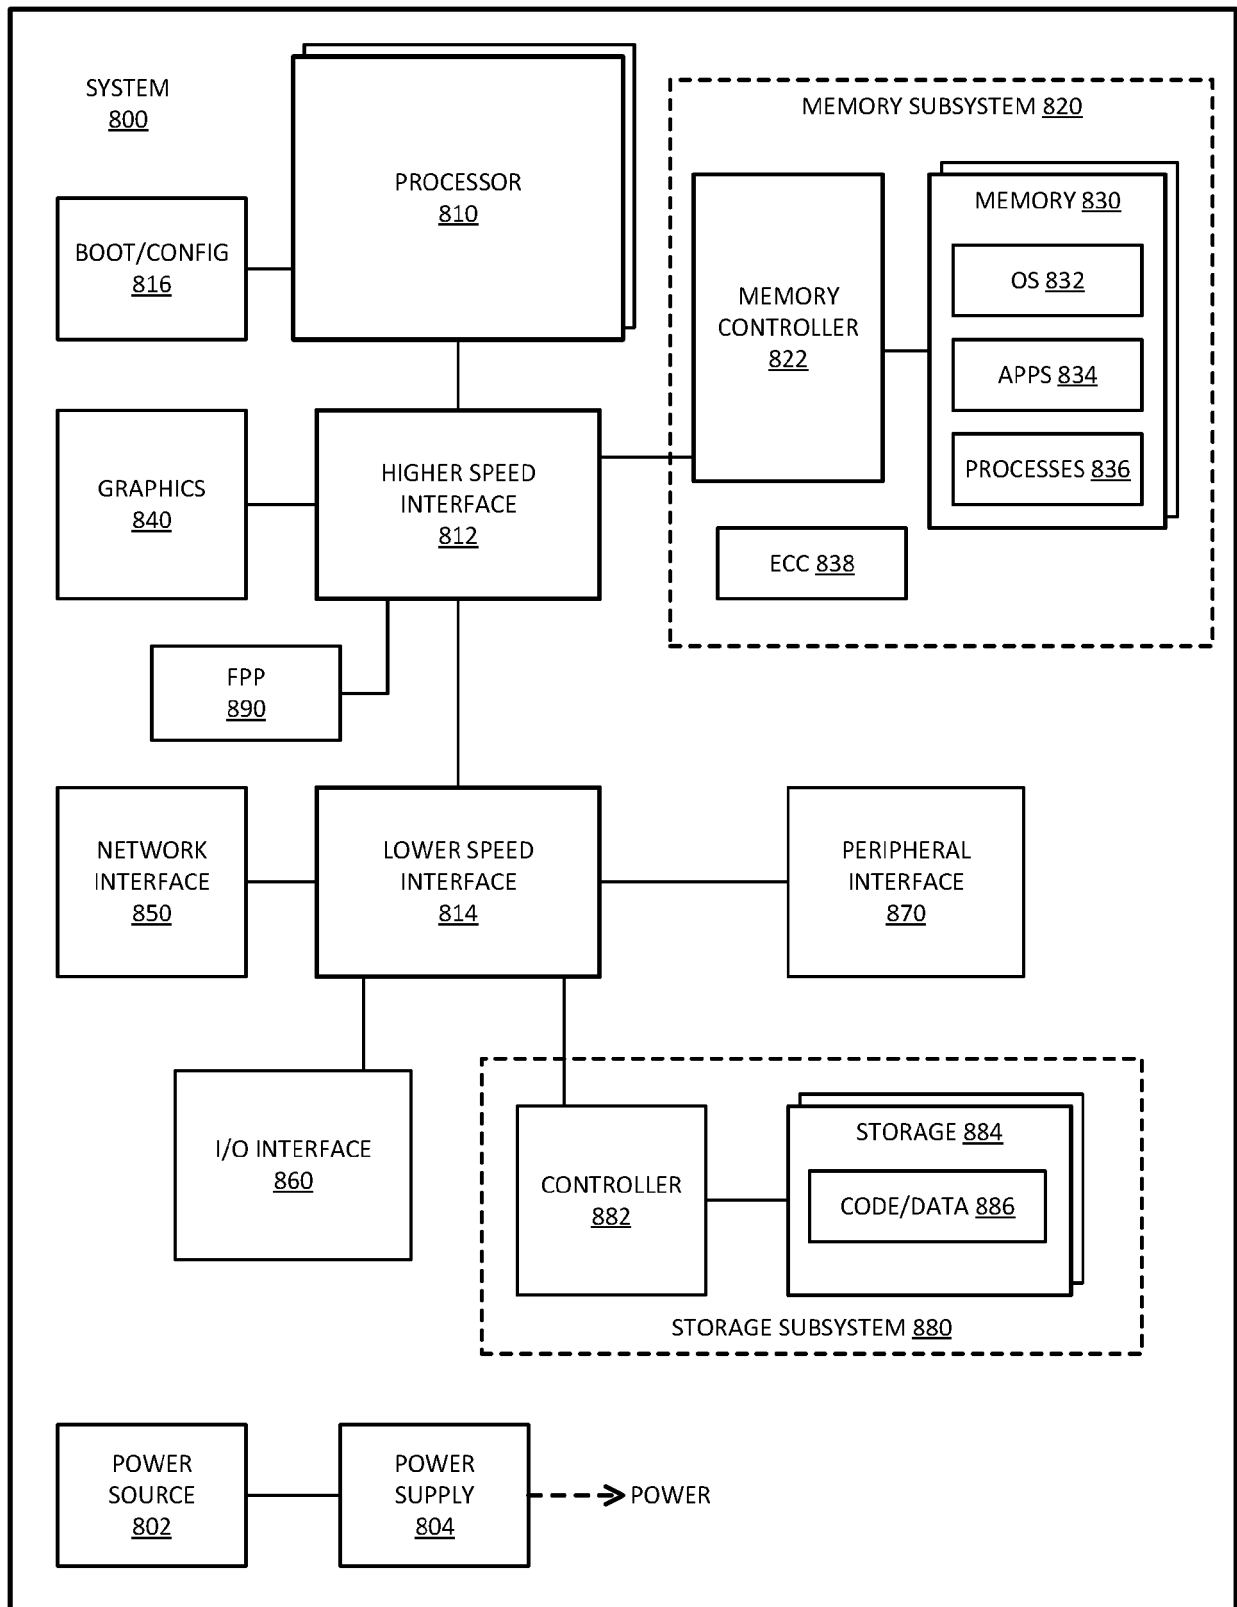 SYSTEM
800
PROCESSOR
810
BOOT/CONFIG
816
MEMORY SUBSYSTEM 820
MEMORY
CONTROLLER
822
MEMORY 830
OS 832
APPS 834
PROCESSES 836
ECC 838
GRAPHICS
840
HIGHER SPEED
INTERFACE
812
FPP
890
NETWORK
INTERFACE
850
LOWER SPEED
INTERFACE
814
PERIPHERAL
INTERFACE
870
I/O INTERFACE
860
CONTROLLER
882
STORAGE 884
CODE/DATA 886
STORAGE SUBSYSTEM 880
POWER
SOURCE
802
POWER
SUPPLY
804
POWER